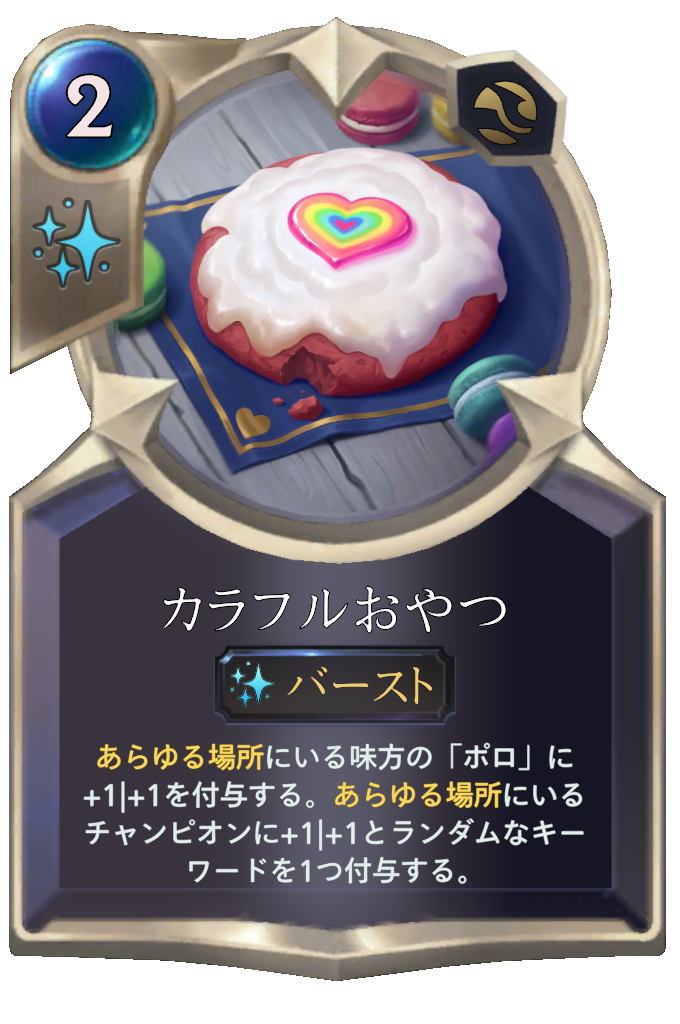 2
カラフルおやつ
バースト
あらゆる場所にいる味方の「ポロ」に
+1|+1を付与する。あらゆる場所にいる
チャンピオンに+1|+1とランダムなキー
ワードを1つ付与する。